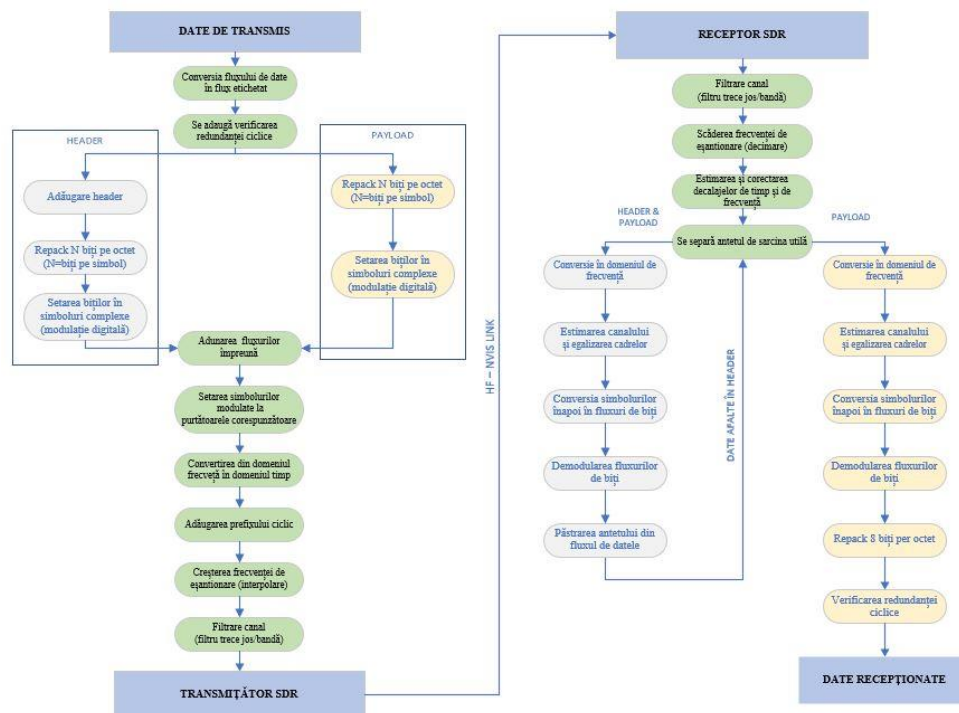 DATE DE TRANSMIS
Conversia fluxului de date
în flux etichetat
Se adaugă verificarea
redundanței ciclice
HEADER
Adăugare header
Repack N biți pe octet
(N=biți pe simbol)
Setarea biților în
simboluri complexe
(modulație digitală)
PAYLOAD
Repack N biți pe octet
(N=biți pe simbol)
Setarea biților în
simboluri complexe
(modulație digitală)
Adunarea fluxurilor
împreună
Setarea simbolurilor
modulate la
purtătoarele corespunzătoare
Convertirea din domeniul
frecveță în domeniul timp
Adăugarea prefixului ciclic
Creșterea frecvenței de
eșantionare (interpolare)
Filtrare canal
(filtru trece jos/bandă)
TRANSMIȚĂTOR SDR
HF – NVIS LINK
RECEPTOR SDR
Filtrare canal
(filtru trece jos/bandă)
Scăderea frecvenței de
eșantionare (decimare)
Estimarea și corectarea
decalajelor de timp și de
frecvență
Se separă antetul de sarcina utilă
HEADER &
PAYLOAD
Conversie în domeniul de
frecvență
Estimarea canalului
și egalizarea cadrelor
Conversia simbolurilor
înapoi în fluxuri de biți
Demodularea fluxurilor
de biți
Păstrarea antetului din
fluxul de datele
DATE AFALTE ÎN HEADER
PAYLOAD
Conversie în domeniul de
frecvență
Estimarea canalului
și egalizarea cadrelor
Conversia simbolurilor
înapoi în fluxuri de biți
Demodularea fluxurilor
de biți
Repack 8 biți per octet
Verificarea redundanței
ciclice
DATE RECEPȚIONATE